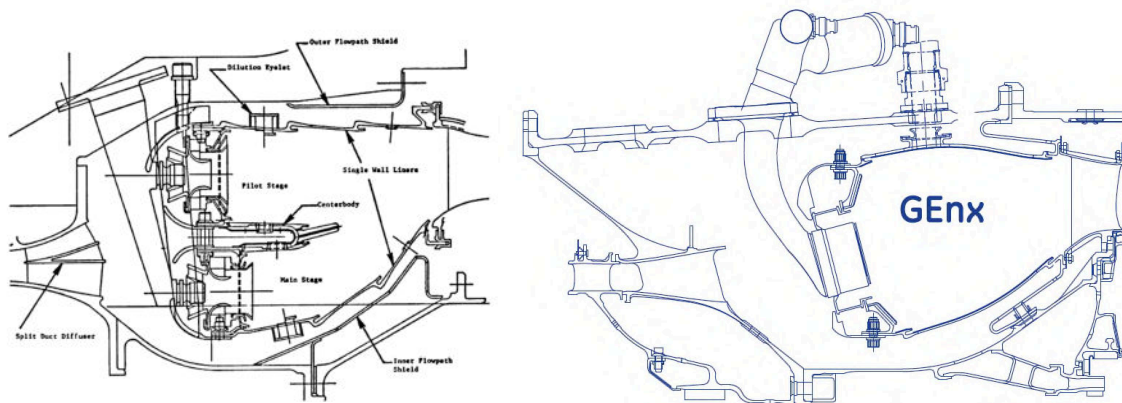 Outer Flowpath Shield
Dilution Eyelet
Single Wall Liners
Pilot Stage
Centerbody
Main Stage
Split Duct Diffuser
Inner Flowpath
Shield
GEnx